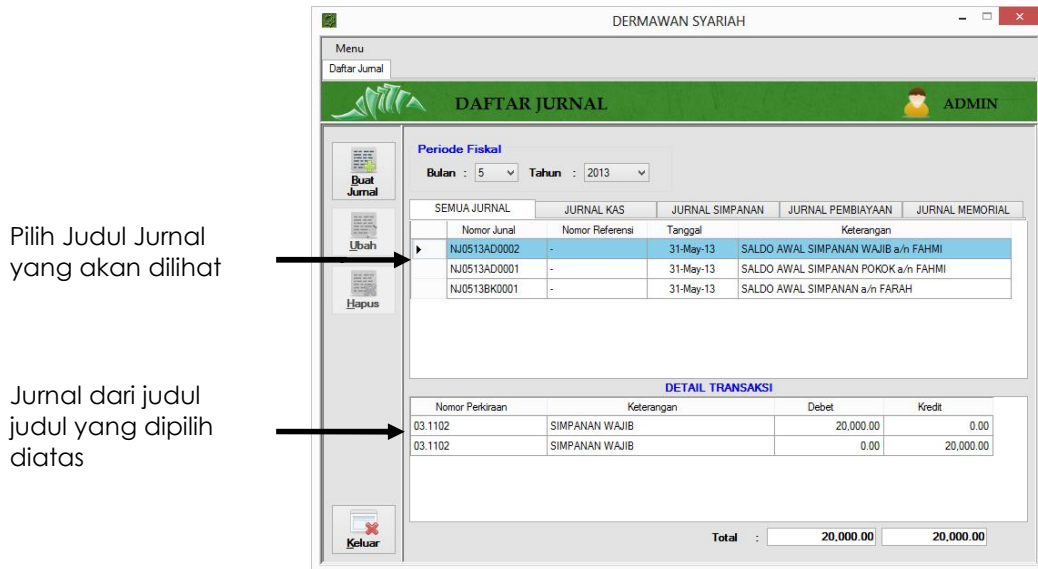 DERMAWAN SYARIAH
Menu
Daftar Jurnal
DAFTAR JURNAL
ADMIN
Buat
Jurnal
Ubah
Hapus
Keluar
Periode Fiskal
Bulan : 5 Tahun : 2013
SEMUA JURNAL JURNAL KAS JURNAL SIMPANAN JURNAL PEMBIAYAAN JURNAL MEMORIAL
Nomor Junal Nomor Referensi Tanggal Keterangan
NJ0513AD0002 - 31-May-13 SALDO AWAL SIMPANAN WAJIB a/n FAHMI
NJ0513AD0001 - 31-May-13 SALDO AWAL SIMPANAN POKOK a/n FAHMI
NJ0513BK0001 - 31-May-13 SALDO AWAL SIMPANAN a/n FARAH
DETAIL TRANSAKSI
Nomor Perkiraan Keterangan Debet Kredit
03.1102 SIMPANAN WAJIB 20,000.00 0.00
03.1102 SIMPANAN WAJIB 0.00 20,000.00
Total : 20,000.00 20,000.00
Pilih Judul Jurnal
yang akan dilihat
Jurnal dari judul
judul yang dipilih
diatas